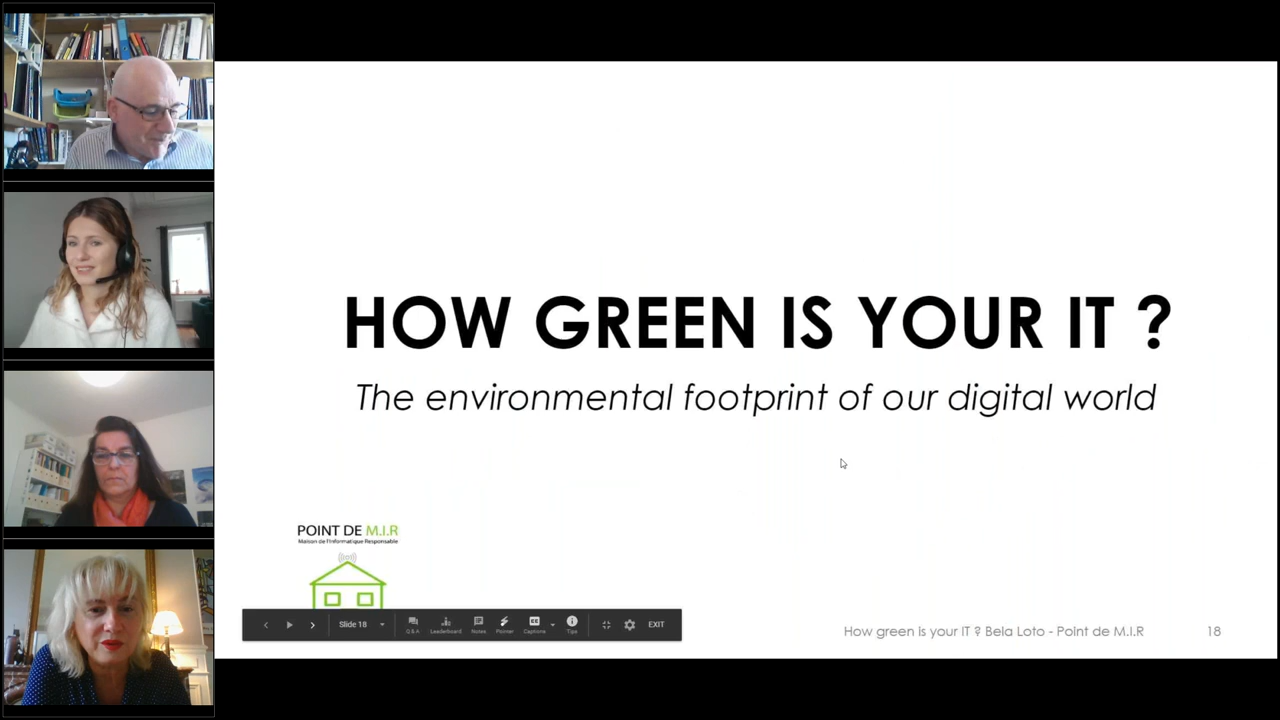 HOW GREEN IS YOUR IT ?
The environmental footprint of our digital world
POINT DE M.I.R
Maison de l'Informatique Responsable
Slide 18
Q & A
Leaderboard
Notes
Pointer
CC
Captions
Tips
EXIT
How green is your IT ? Bela Loto - Point de M.I.R
18